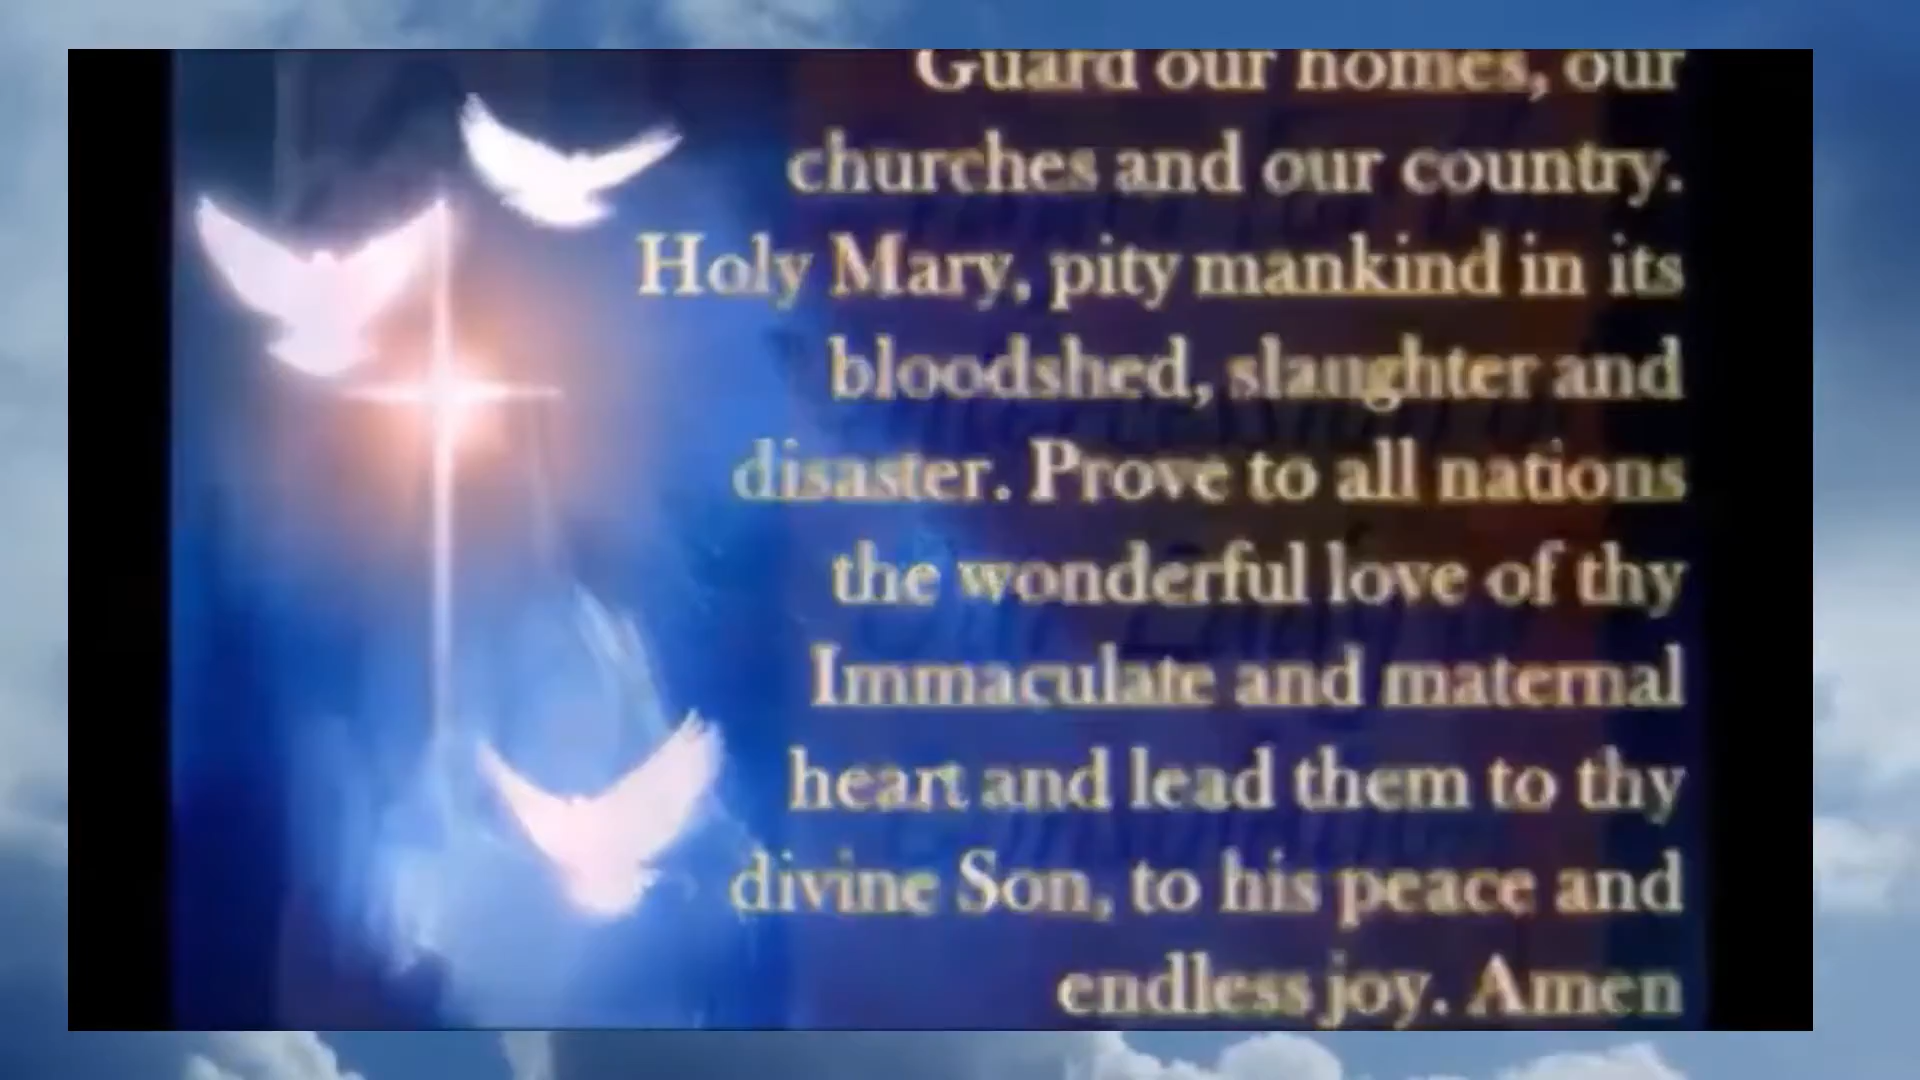 Guard our homes, our
churches and our country.
Holy Mary, pity mankind in its
bloodshed, slaughter and
disaster. Prove to all nations
the wonderful love of thy
Immaculate and maternal
heart and lead them to thy
divine Son, to his peace and
endless joy. Amen